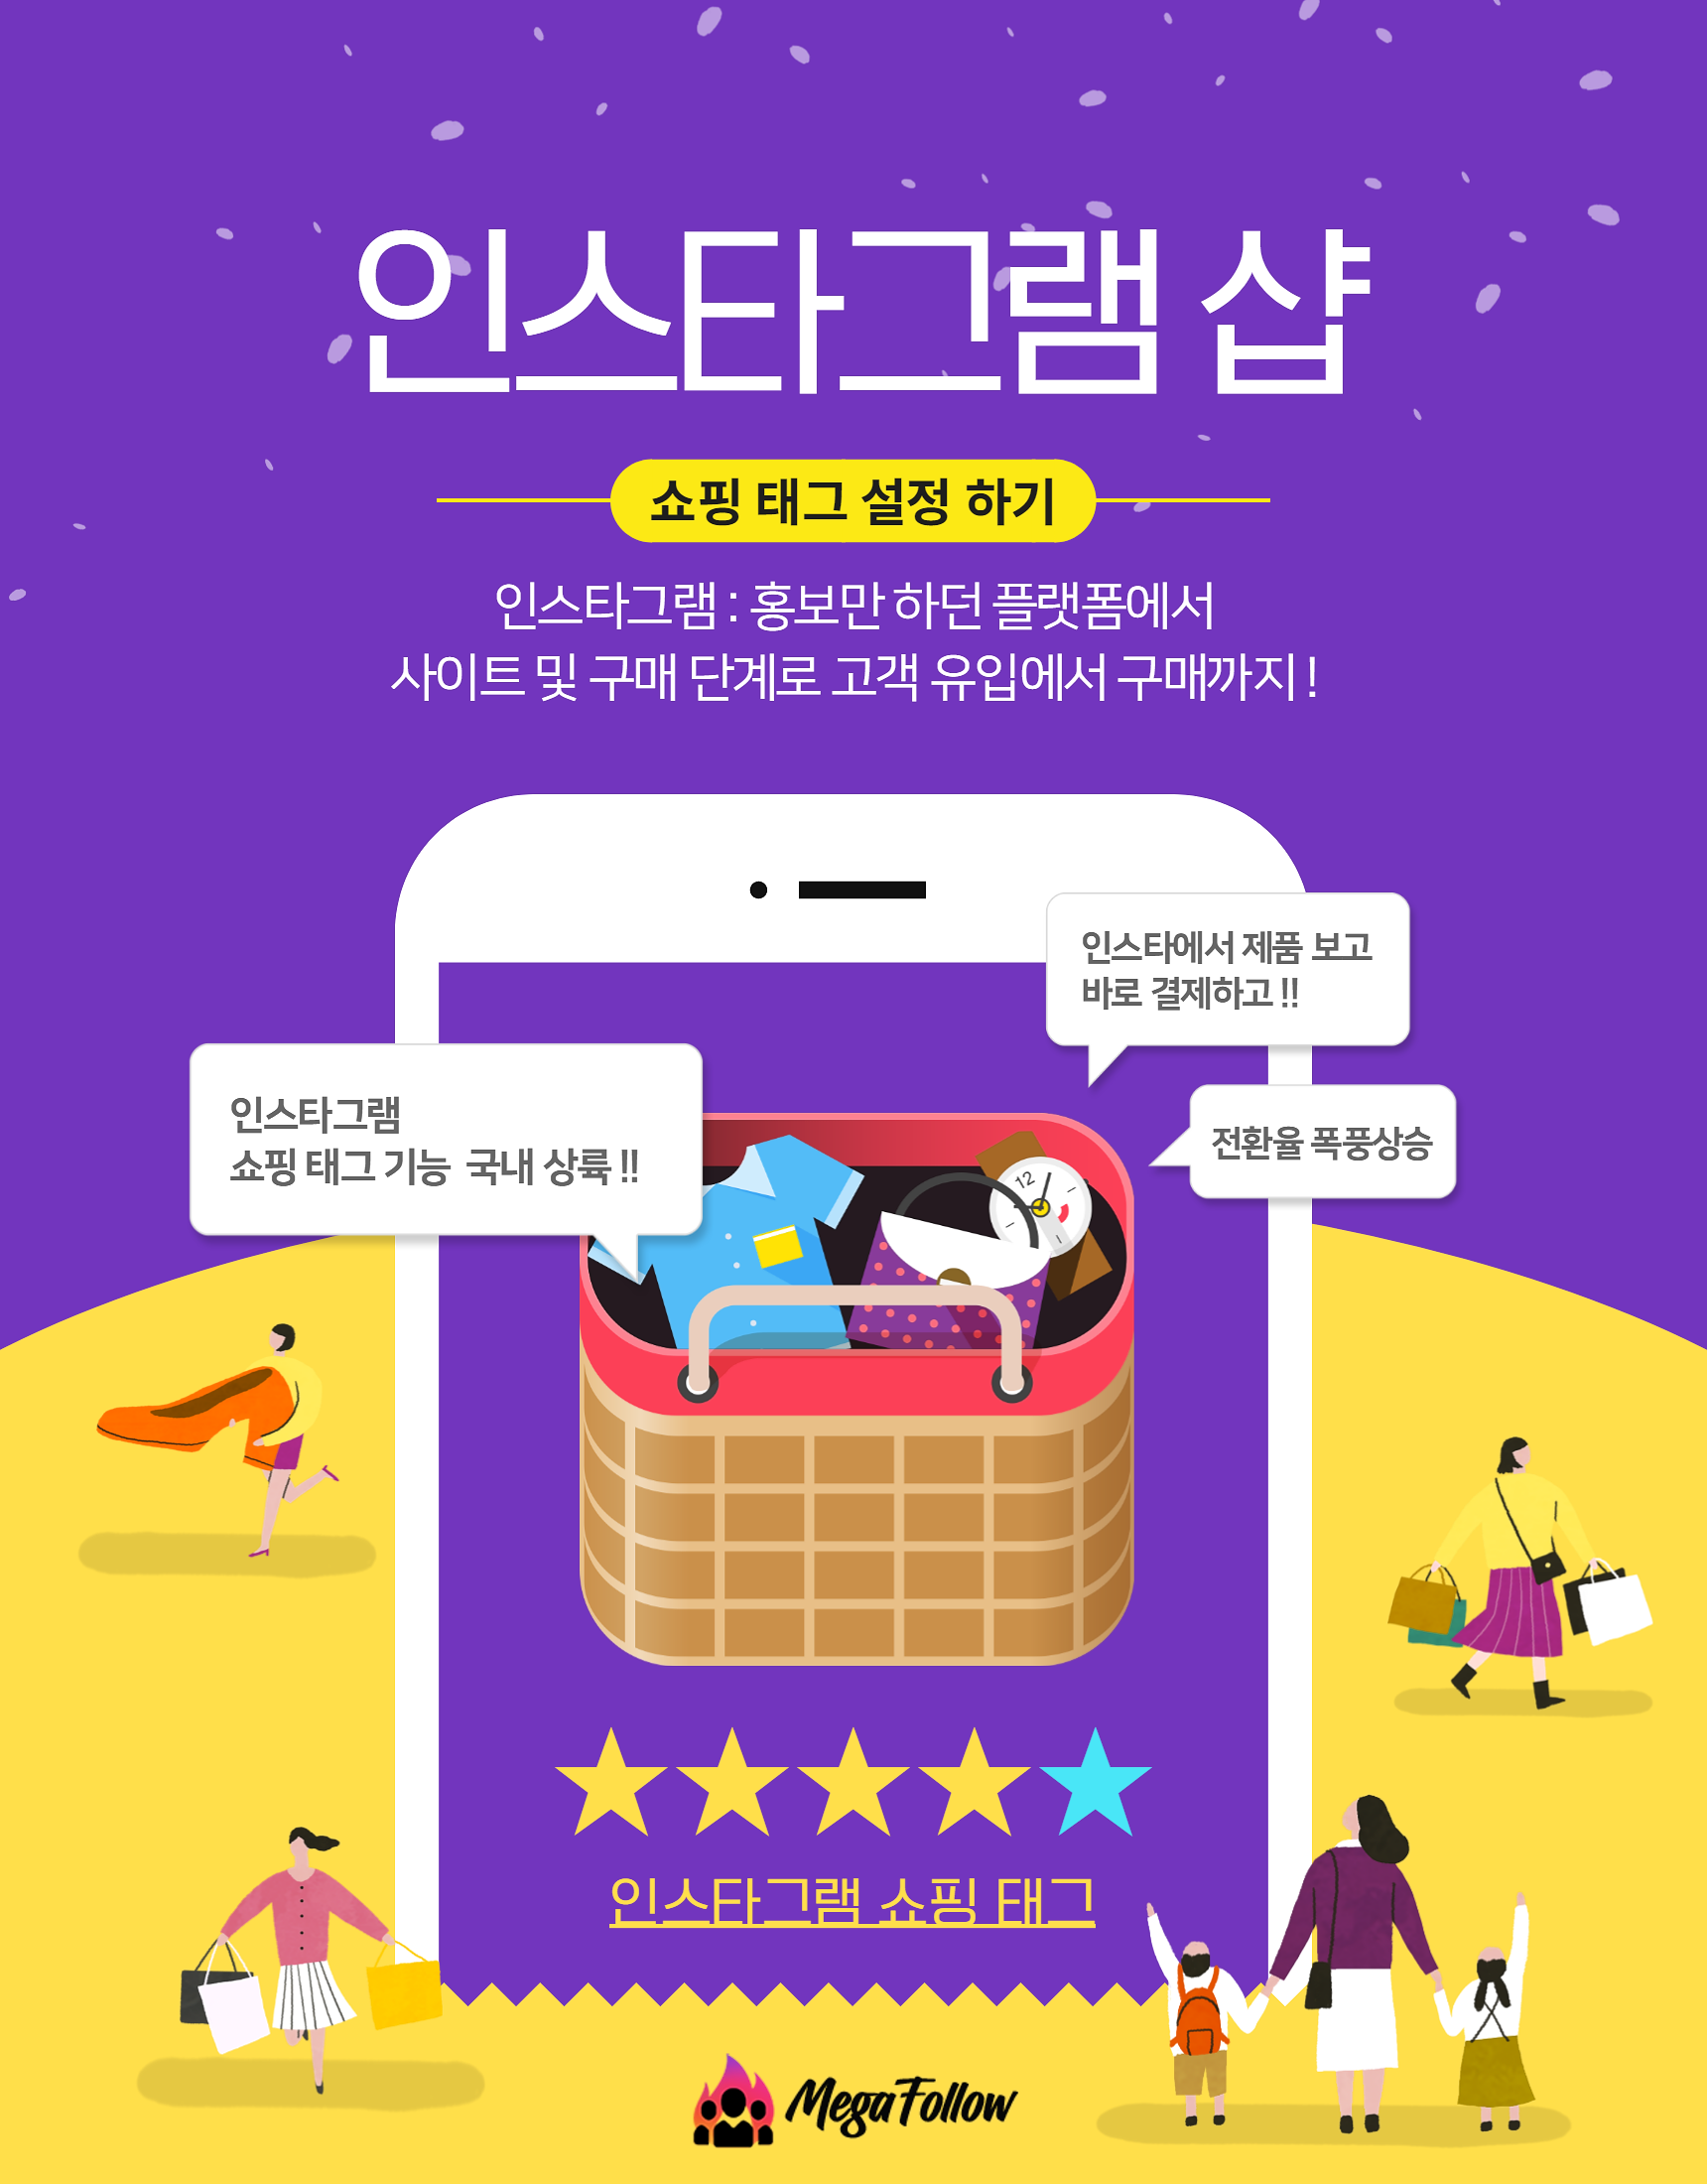 인스타그램 샵
쇼핑 태그 설정 하기
인스타그램 : 홍보만 하던 플랫폼에서
사이트 및 구매 단계로 고객 유입에서 구매까지 !
인스타에서 제품 보고
바로 결제하고 !!
인스타그램
쇼핑 태그 기능 국내 상륙 !!
전환율 폭풍상승
12
인스타그램 쇼핑 태그
MegaFollow